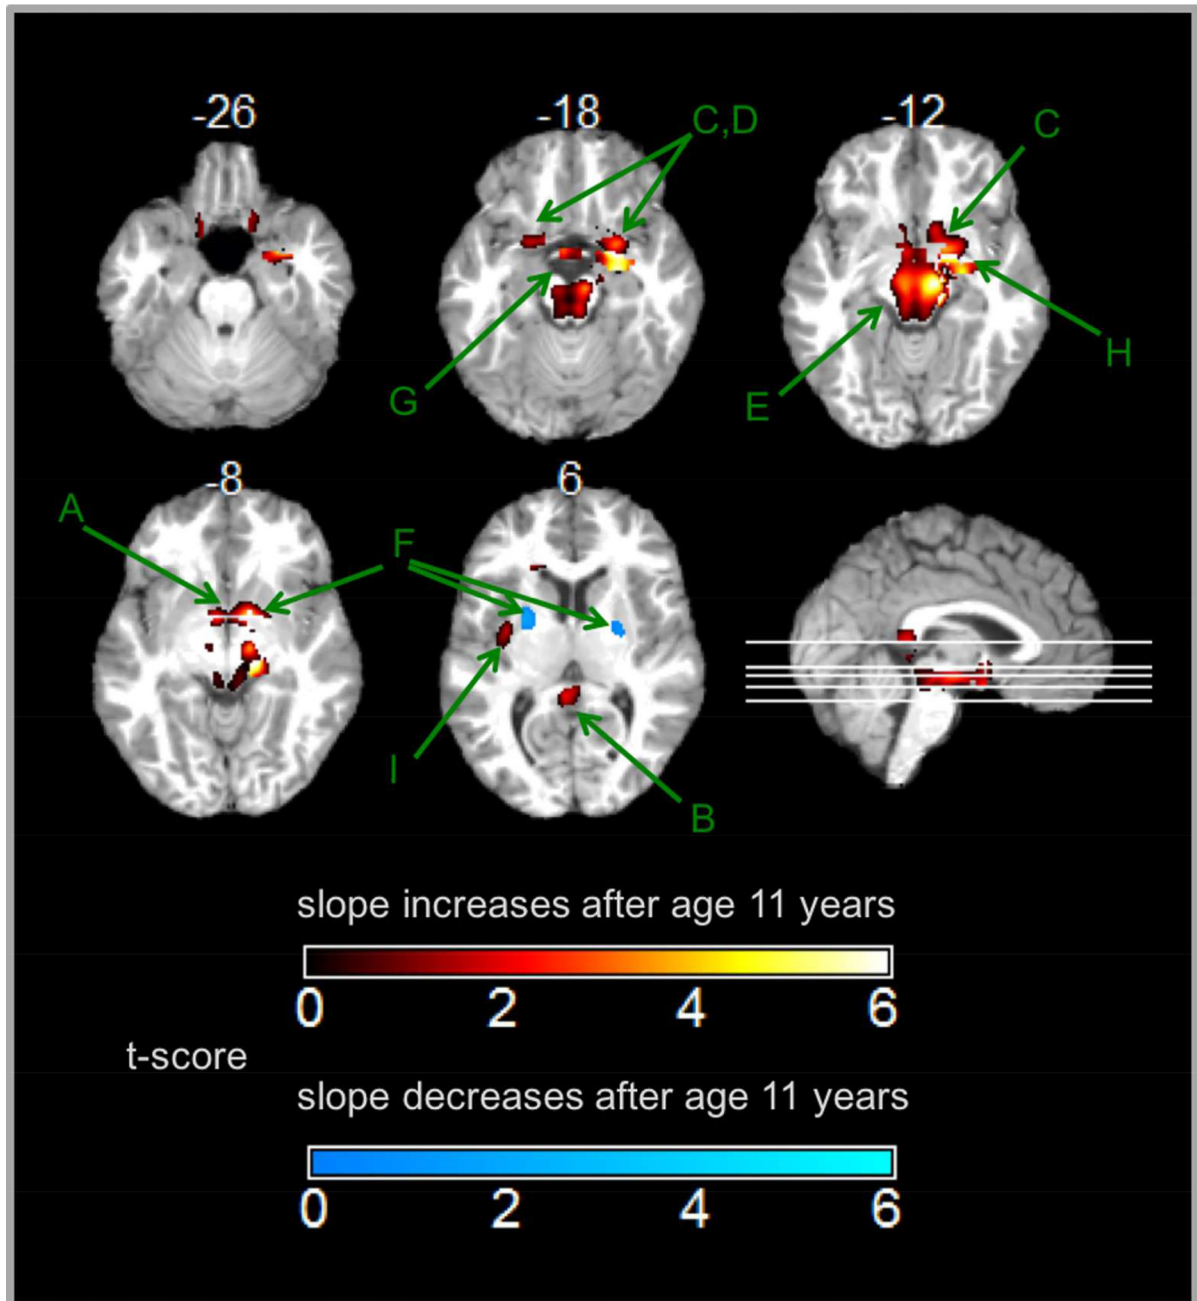 -26
-18
-12
C,D
C
G
E
H
-8
6
A
F
I
B
slope increases after age 11 years
0 2 4 6
t-score
slope decreases after age 11 years
0 2 4 6